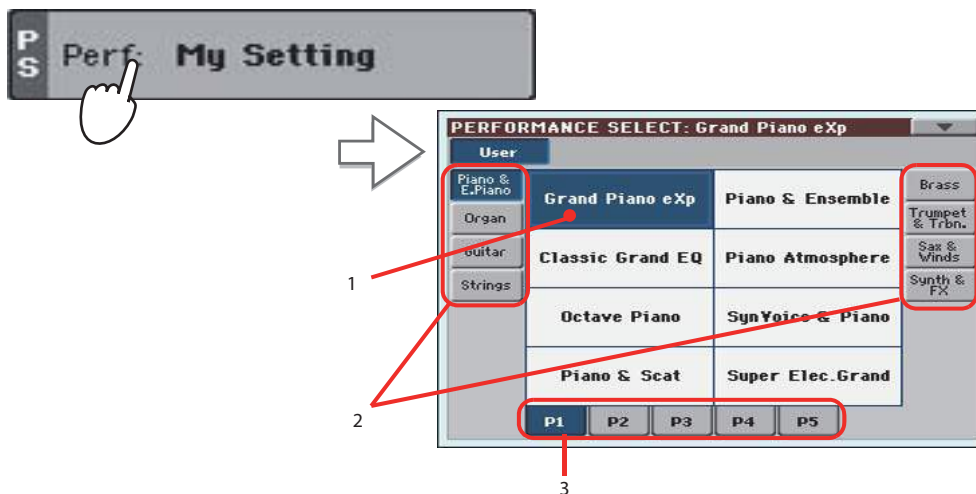 PS Perf: My Setting
PERFORMANCE SELECT: Grand Piano eXp
User
Piano & E.Piano
Organ
Guitar
Strings
Grand Piano eXp
Piano & Ensemble
Classic Grand EQ
Piano Atmosphere
Octave Piano
SynVoice & Piano
Piano & Scat
Super Elec.Grand
Brass
Trumpet & Trbn.
Sax & Winds
Synth & FX
P1 P2 P3 P4 P5
1
2
3